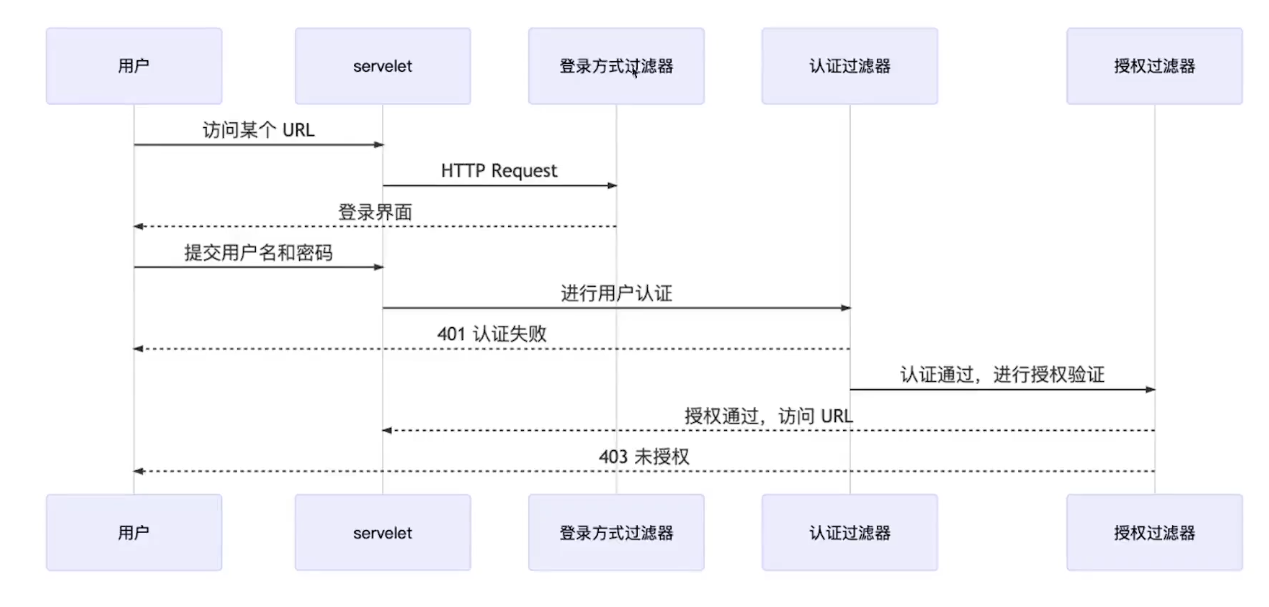 用户
servelet
登录方式过滤器
认证过滤器
授权过滤器
访问某个 URL
HTTP Request
登录界面
提交用户名和密码
进行用户认证
401 认证失败
认证通过，进行授权验证
授权通过，访问 URL
403 未授权
用户
servelet
登录方式过滤器
认证过滤器
授权过滤器